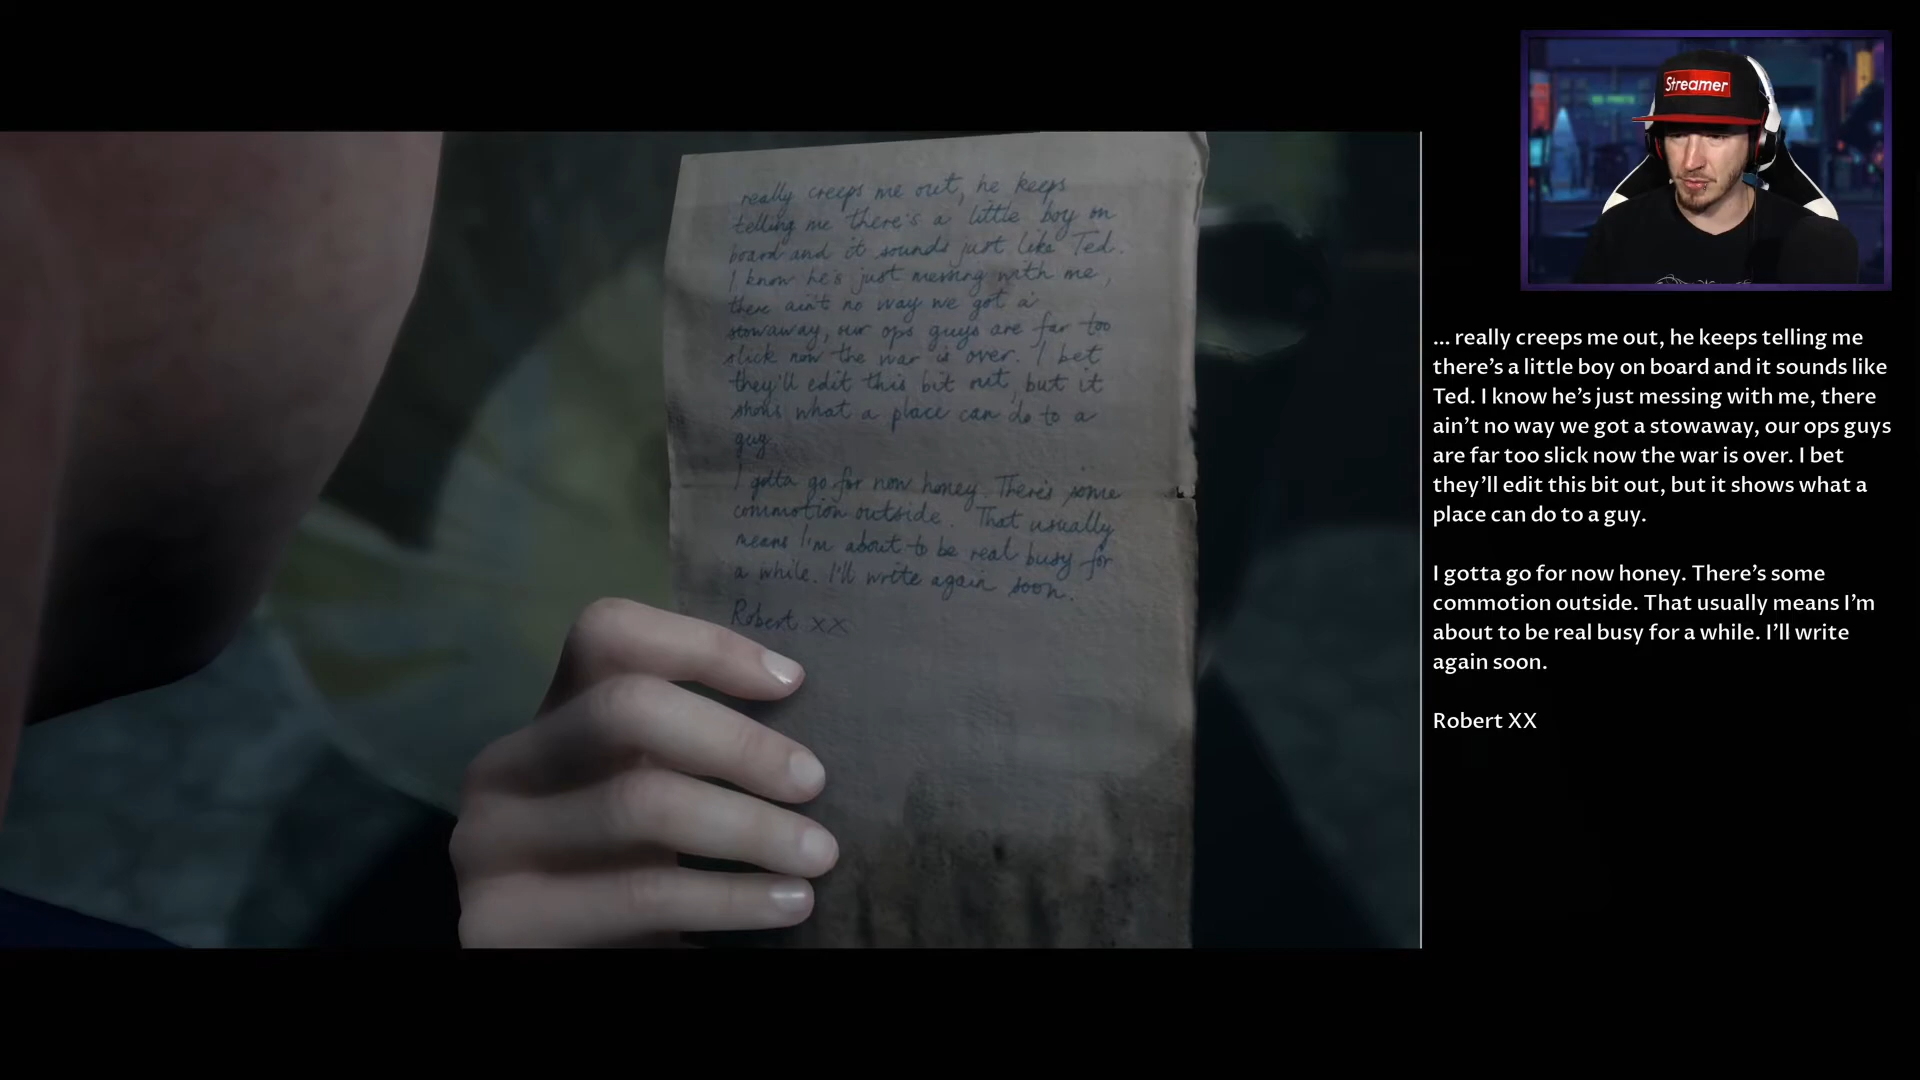 Streamer
really creeps me out, he keeps
telling me there's a little boy on
board and it sounds just like Ted.
I know he's just messing with me,
there ain't no way we got a
stowaway, our ops guys are far too
slick now the war is over. I bet
they'll edit this bit out, but it
shows what a place can do to a
guy.
I gotta go for now honey. There's some
commotion outside. That usually
means I'm about to be real busy for
a while. I'll write again soon.
Robert XX
... really creeps me out, he keeps telling me
there's a little boy on board and it sounds like
Ted. I know he's just messing with me, there
ain't no way we got a stowaway, our ops guys
are far too slick now the war is over. I bet
they'll edit this bit out, but it shows what a
place can do to a guy.
I gotta go for now honey. There's some
commotion outside. That usually means I'm
about to be real busy for a while. I'll write
again soon.
Robert XX